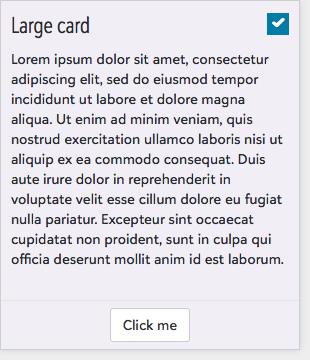 Large card
Lorem ipsum dolor sit amet, consectetur
adipiscing elit, sed do eiusmod tempor
incididunt ut labore et dolore magna
aliqua. Ut enim ad minim veniam, quis
nostrud exercitation ullamco laboris nisi ut
aliquip ex ea commodo consequat. Duis
aute irure dolor in reprehenderit in
voluptate velit esse cillum dolore eu fugiat
nulla pariatur. Excepteur sint occaecat
cupidatat non proident, sunt in culpa qui
officia deserunt mollit anim id est laborum.
Click me